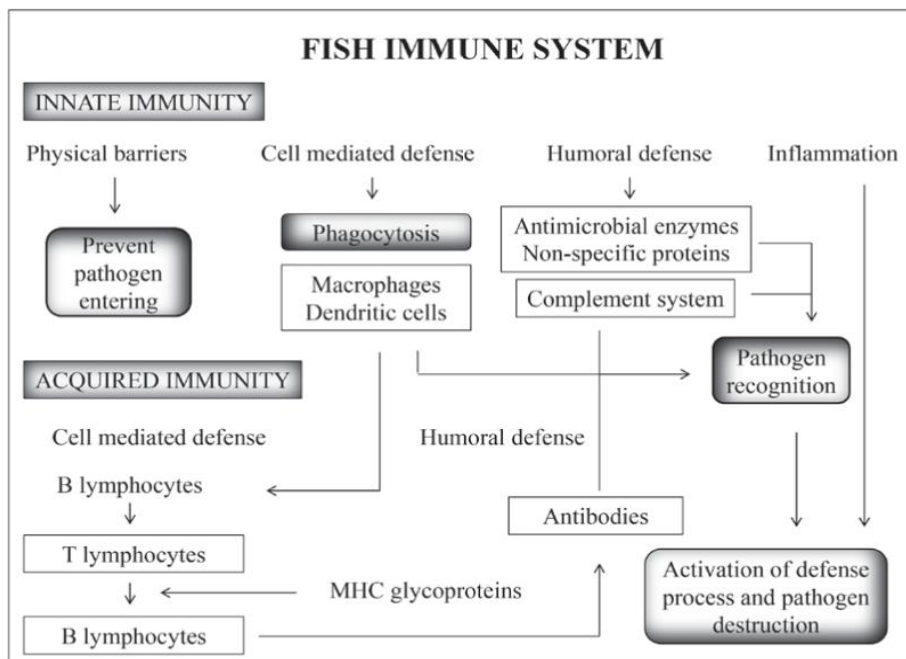 FISH IMMUNE SYSTEM
INNATE IMMUNITY
Physical barriers
Cell mediated defense
Humoral defense
Inflammation
Prevent
pathogen
entering
Phagocytosis
Macrophages
Dendritic cells
Antimicrobial enzymes
Non-specific proteins
Complement system
Pathogen
recognition
ACQUIRED IMMUNITY
Cell mediated defense
Humoral defense
B lymphocytes
T lymphocytes
B lymphocytes
MHC glycoproteins
Antibodies
Activation of defense
process and pathogen
destruction